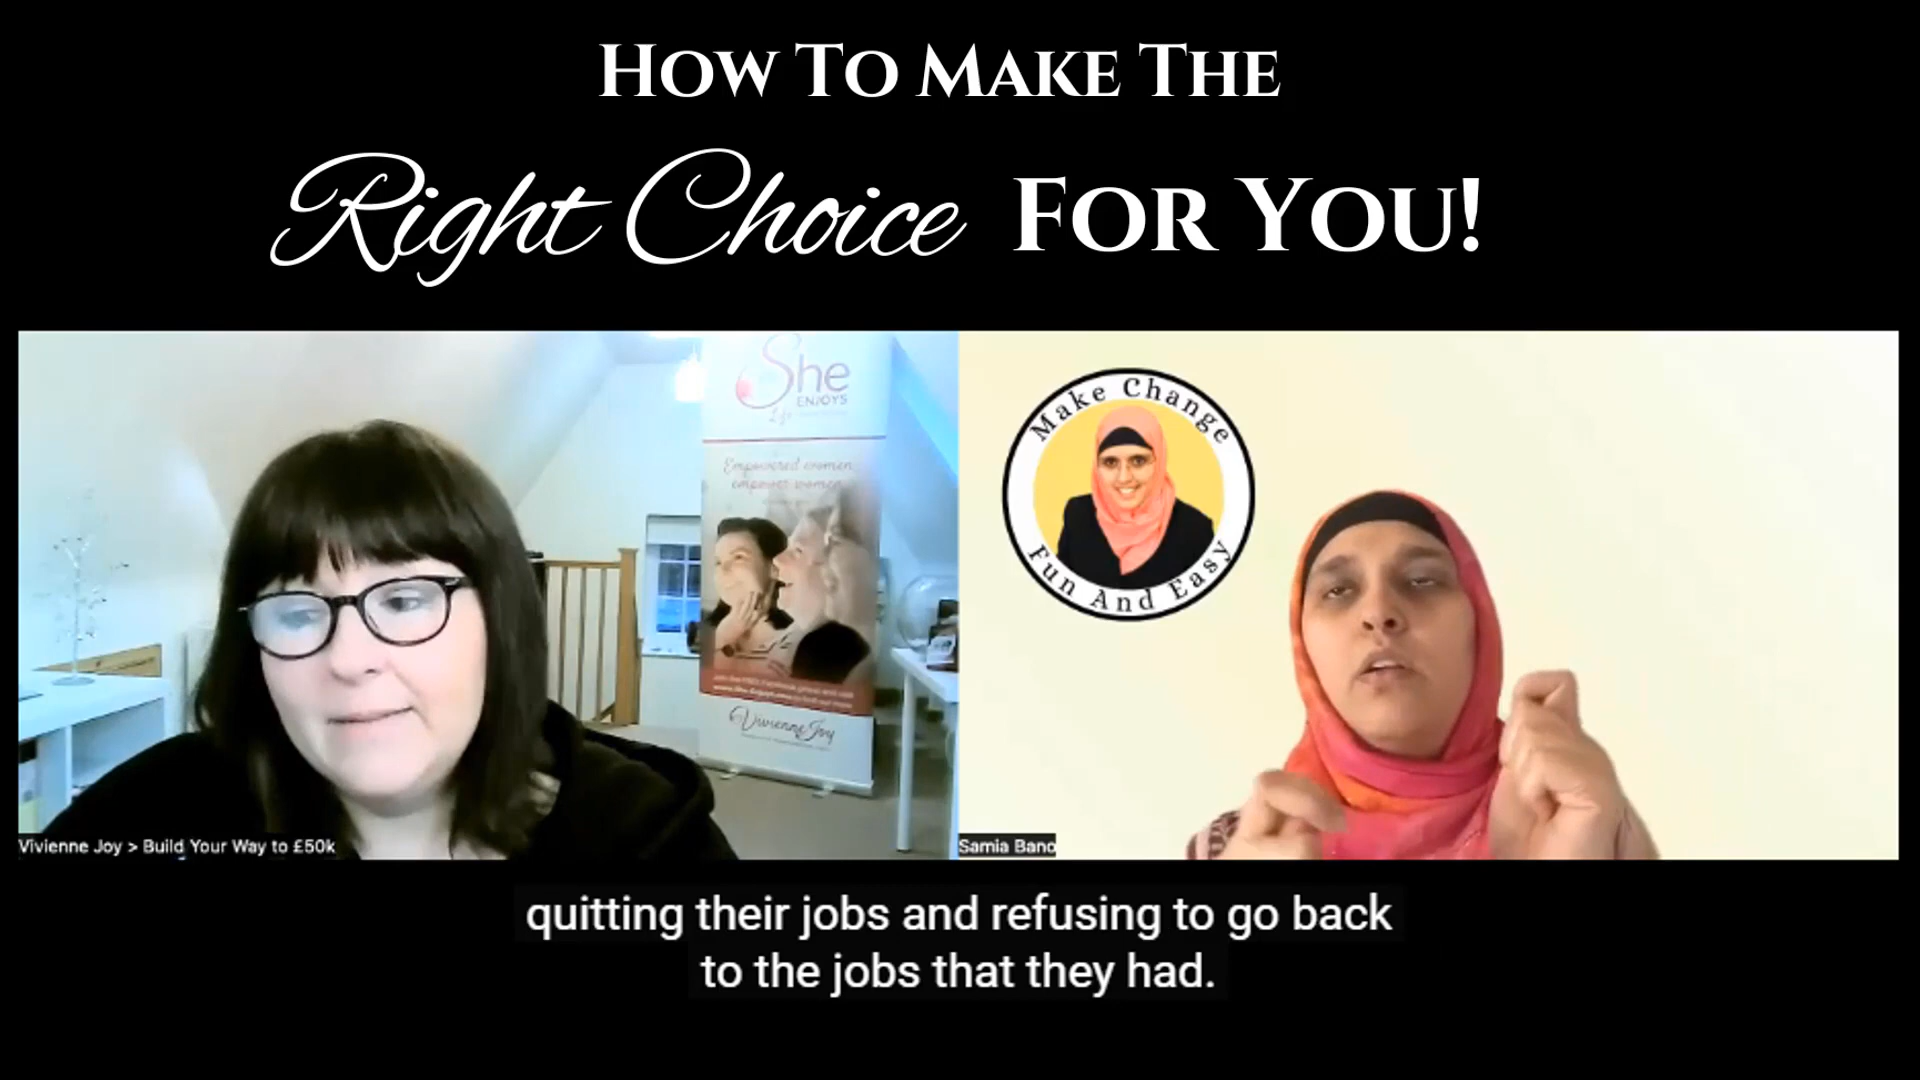 HOW TO MAKE THE
Right Choice FOR YOU!
She
ENJOYS
Life
Empowered women
empower women
Vivienne Joy
Make Change
Fun And Easy
Vivienne Joy > Build Your Way to £50k
Samia Bano
quitting their jobs and refusing to go back
to the jobs that they had.